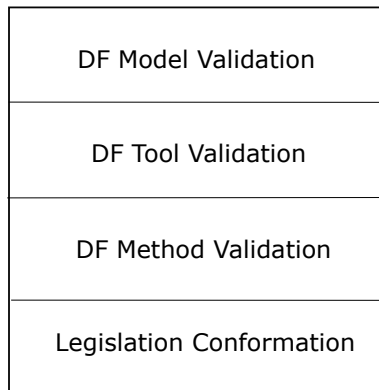 DF Model Validation
DF Tool Validation
DF Method Validation
Legislation Conformation